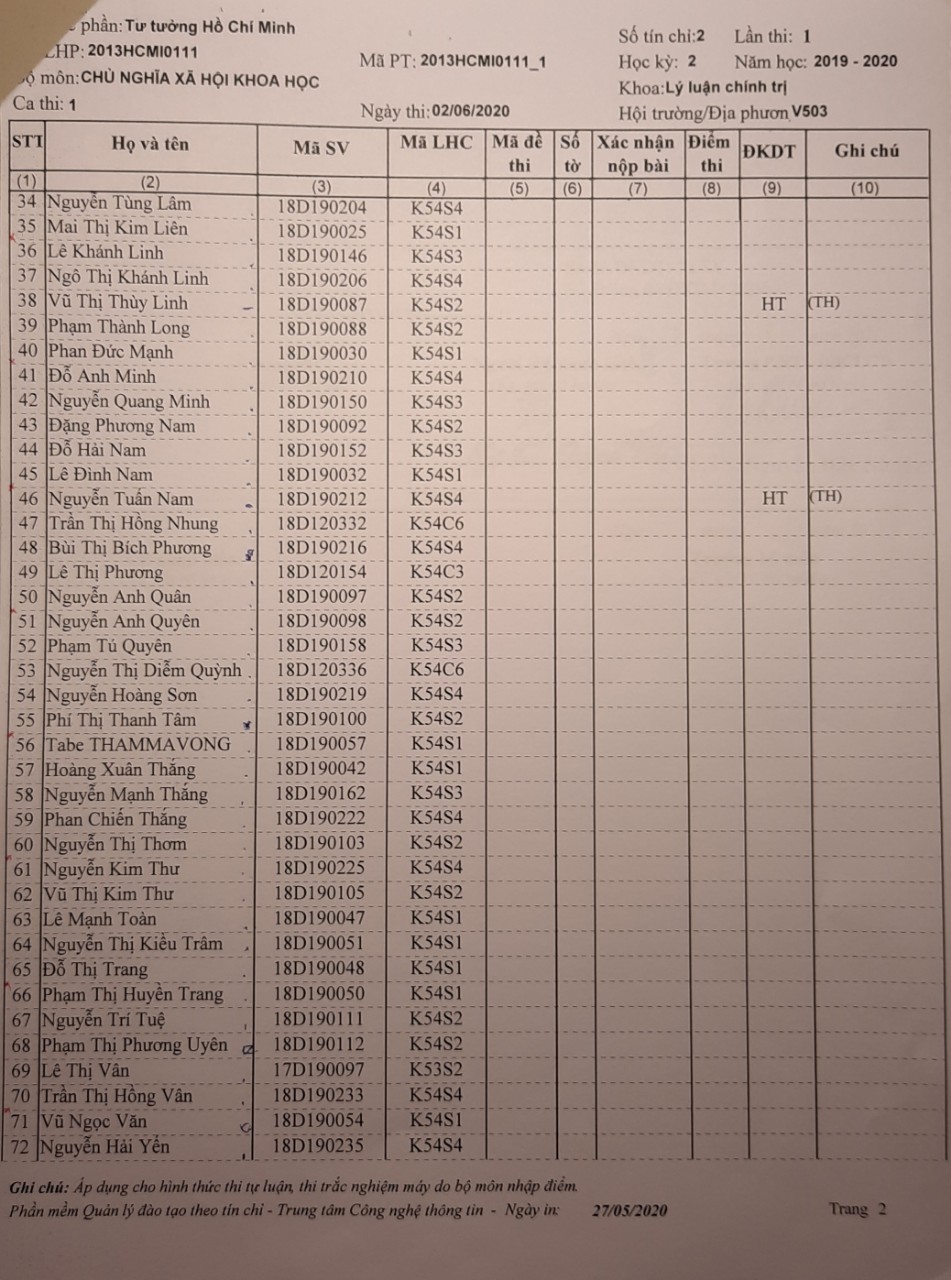 phần: Tư tưởng Hồ Chí Minh
LHP: 2013HCMI0111
Mã PT: 2013HCMI0111_1
Số tín chỉ:2 Lần thi: 1
Học kỳ: 2 Năm học: 2019 - 2020
môn: CHỦ NGHĨA XÃ HỘI KHOA HỌC
Khoa:Lý luận chính trị
Ca thi: 1
Ngày thi:02/06/2020
Hội trường/Địa phươn V503
STT Họ và tên Mã SV Mã LHC Mã đề thi Số tờ Xác nhận nộp bài Điểm thi ĐKDT Ghi chú
(1) (2) (3) (4) (5) (6) (7) (8) (9) (10)
34 Nguyễn Tùng Lâm 18D190204 K54S4
35 Mai Thị Kim Liên 18D190025 K54S1
36 Lê Khánh Linh 18D190146 K54S3
37 Ngô Thị Khánh Linh 18D190206 K54S4
38 Vũ Thị Thùy Linh 18D190087 K54S2 HT (TH)
39 Phạm Thành Long 18D190088 K54S2
40 Phan Đức Mạnh 18D190030 K54S1
41 Đỗ Anh Minh 18D190210 K54S4
42 Nguyễn Quang Minh 18D190150 K54S3
43 Đặng Phương Nam 18D190092 K54S2
44 Đỗ Hải Nam 18D190152 K54S3
45 Lê Đình Nam 18D190032 K54S1
46 Nguyễn Tuấn Nam 18D190212 K54S4 HT (TH)
47 Trần Thị Hồng Nhung 18D120332 K54C6
48 Bùi Thị Bích Phương 18D190216 K54S4
49 Lê Thị Phương 18D120154 K54C3
50 Nguyễn Anh Quân 18D190097 K54S2
51 Nguyễn Anh Quyên 18D190098 K54S2
52 Phạm Tú Quyên 18D190158 K54S3
53 Nguyễn Thị Diễm Quỳnh 18D120336 K54C6
54 Nguyễn Hoàng Sơn 18D190219 K54S4
55 Phí Thị Thanh Tâm 18D190100 K54S2
56 Tabe THAMMAVONG 18D190057 K54S1
57 Hoàng Xuân Thắng 18D190042 K54S1
58 Nguyễn Mạnh Thắng 18D190162 K54S3
59 Phan Chiến Thắng 18D190222 K54S4
60 Nguyễn Thị Thơm 18D190103 K54S2
61 Nguyễn Kim Thư 18D190225 K54S4
62 Vũ Thị Kim Thư 18D190105 K54S2
63 Lê Mạnh Toàn 18D190047 K54S1
64 Nguyễn Thị Kiều Trâm 18D190051 K54S1
65 Đỗ Thị Trang 18D190048 K54S1
66 Phạm Thị Huyền Trang 18D190050 K54S1
67 Nguyễn Trí Tuệ 18D190111 K54S2
68 Phạm Thị Phương Uyên 18D190112 K54S2
69 Lê Thị Vân 17D190097 K53S2
70 Trần Thị Hồng Vân 18D190233 K54S4
71 Vũ Ngọc Văn 18D190054 K54S1
72 Nguyễn Hải Yến 18D190235 K54S4
Ghi chú: Áp dụng cho hình thức thi tự luận, thi trắc nghiệm máy do bộ môn nhập điểm.
Phần mềm Quản lý đào tạo theo tín chỉ - Trung tâm Công nghệ thông tin - Ngày in: 27/05/2020 Trang 2